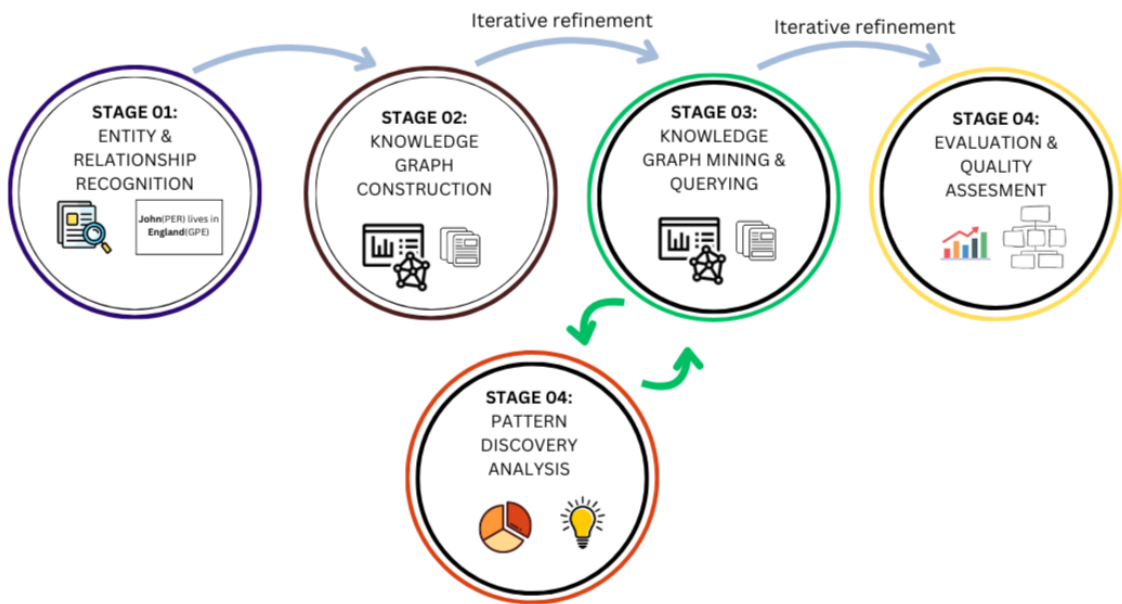 Iterative refinement
Iterative refinement
STAGE 01:
ENTITY &
RELATIONSHIP
RECOGNITION
John(PER) lives in
England(GPE)
STAGE 02:
KNOWLEDGE
GRAPH
CONSTRUCTION
STAGE 03:
KNOWLEDGE
GRAPH MINING &
QUERYING
STAGE 04:
EVALUATION &
QUALITY
ASSESMENT
STAGE 04:
PATTERN
DISCOVERY
ANALYSIS